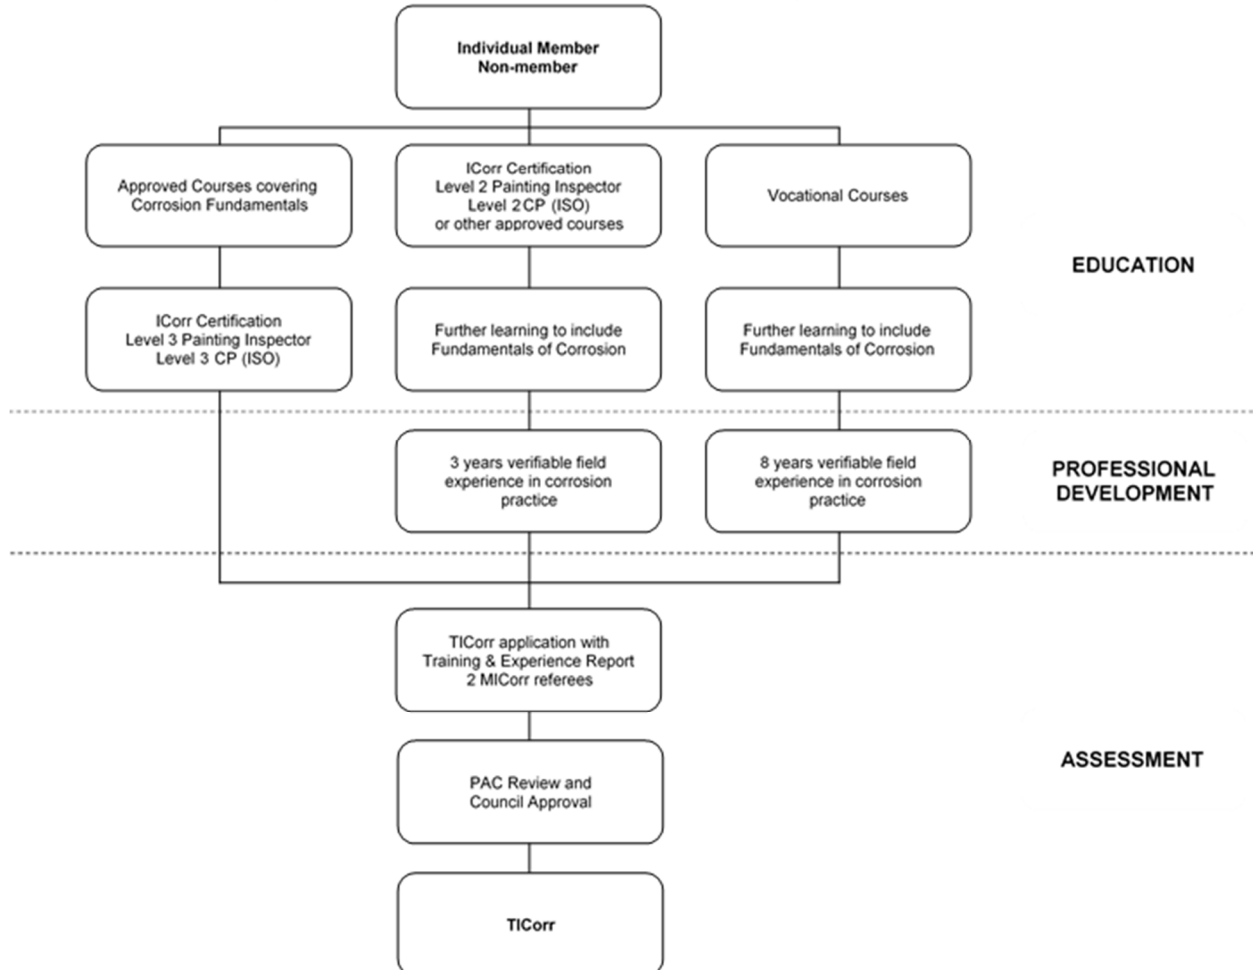 Individual Member
Non-member
Approved Courses covering
Corrosion Fundamentals
ICorr Certification
Level 2 Painting Inspector
Level 2 CP (ISO)
or other approved courses
Vocational Courses
EDUCATION
ICorr Certification
Level 3 Painting Inspector
Level 3 CP (ISO)
Further learning to include
Fundamentals of Corrosion
Further learning to include
Fundamentals of Corrosion
3 years verifiable field
experience in corrosion
practice
8 years verifiable field
experience in corrosion
practice
PROFESSIONAL
DEVELOPMENT
TICorr application with
Training & Experience Report
2 MICorr referees
PAC Review and
Council Approval
ASSESSMENT
TICorr